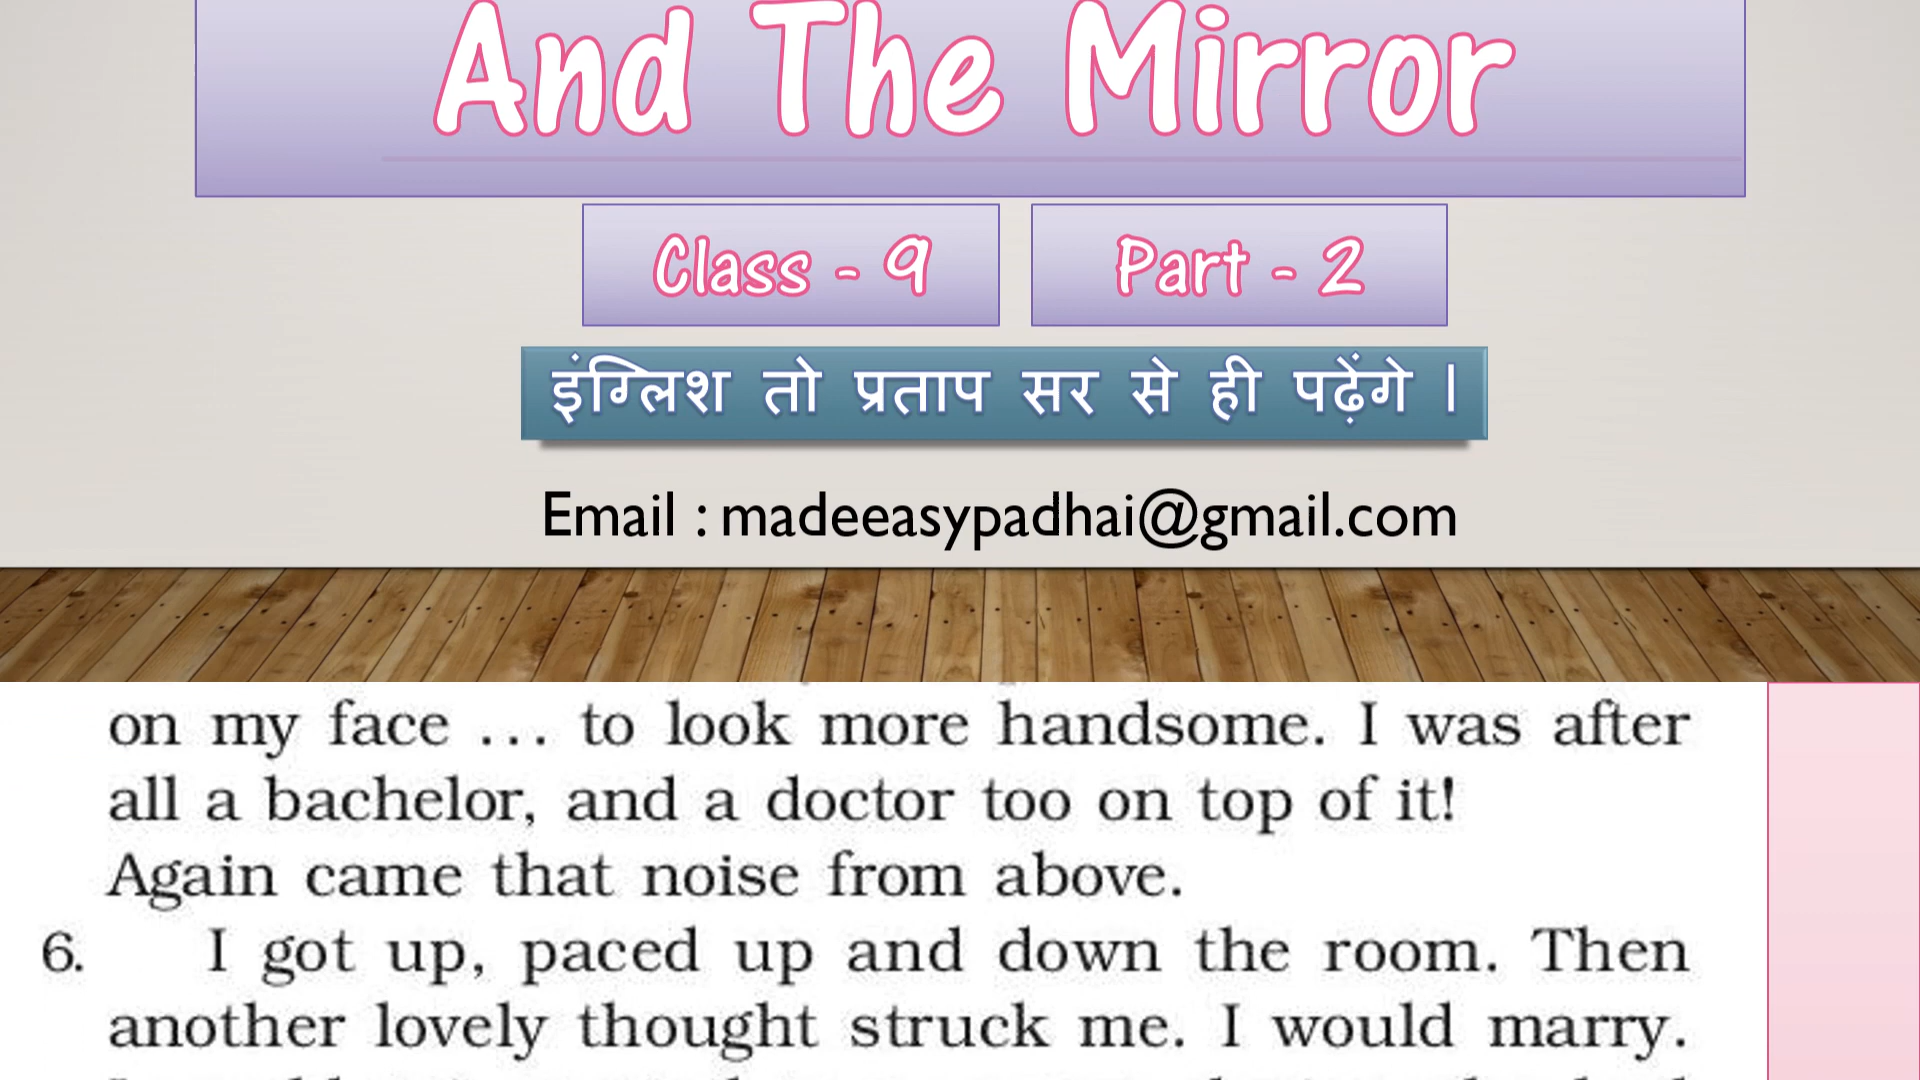 And The Mirror
Class - 9
Part - 2
इंग्लिश तो प्रताप सर से ही पढ़ेंगे ।
Email : madeeasypadhai@gmail.com
on my face ... to look more handsome. I was after
all a bachelor, and a doctor too on top of it!
Again came that noise from above.
6. I got up, paced up and down the room. Then
another lovely thought struck me. I would marry.